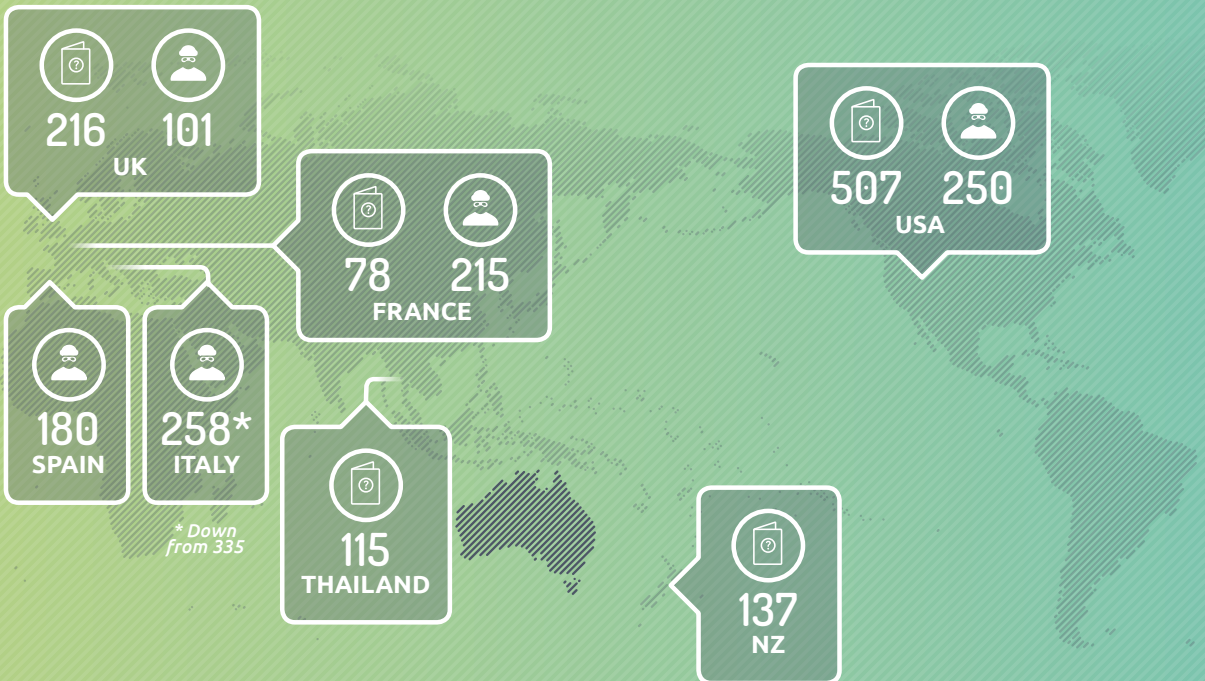 216 101
UK
507 250
USA
78 215
FRANCE
180
SPAIN
258*
ITALY
* Down
from 335
115
THAILAND
137
NZ